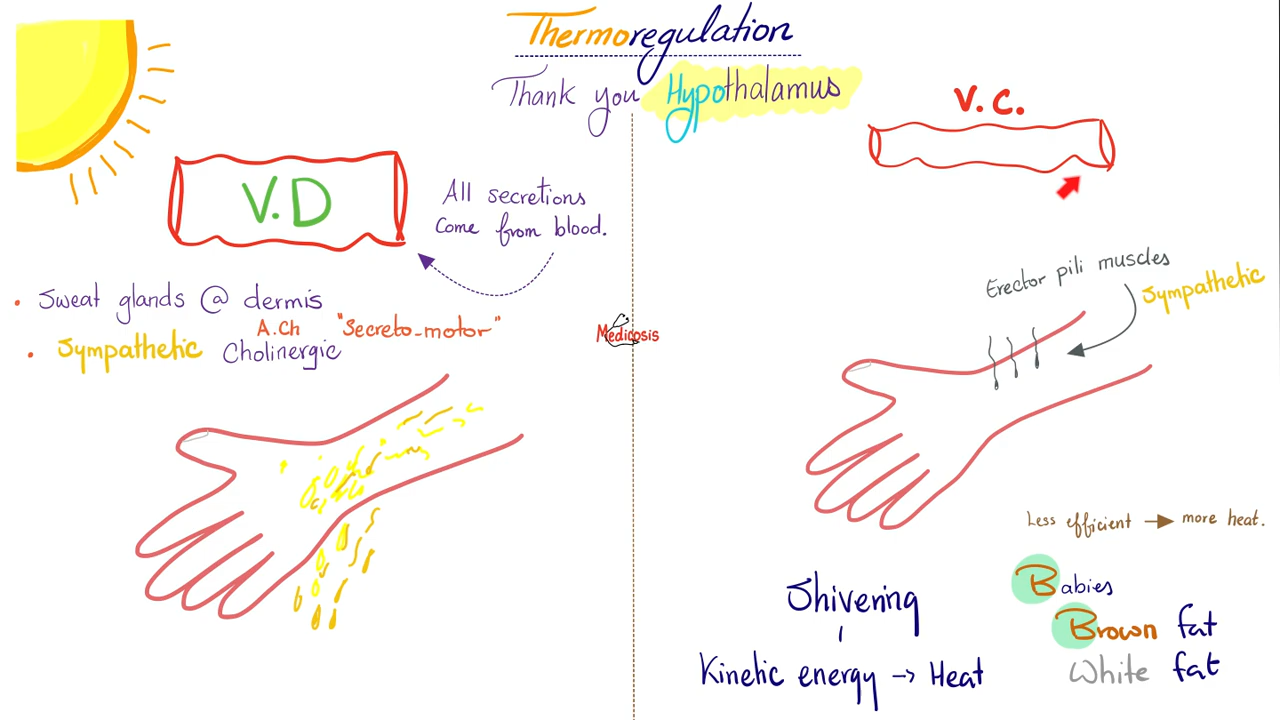 Thermoregulation
Thank you Hypothalamus
V.D
All secretions
come from blood.
• Sweat glands @ dermis
A.Ch "Secreto-motor"
• Sympathetic Cholinergic
Medicosis
V.C.
Erector pili muscles
Sympathetic
Less efficient → more heat.
Shivering
Kinetic energy → Heat
Babies
Brown fat
White fat